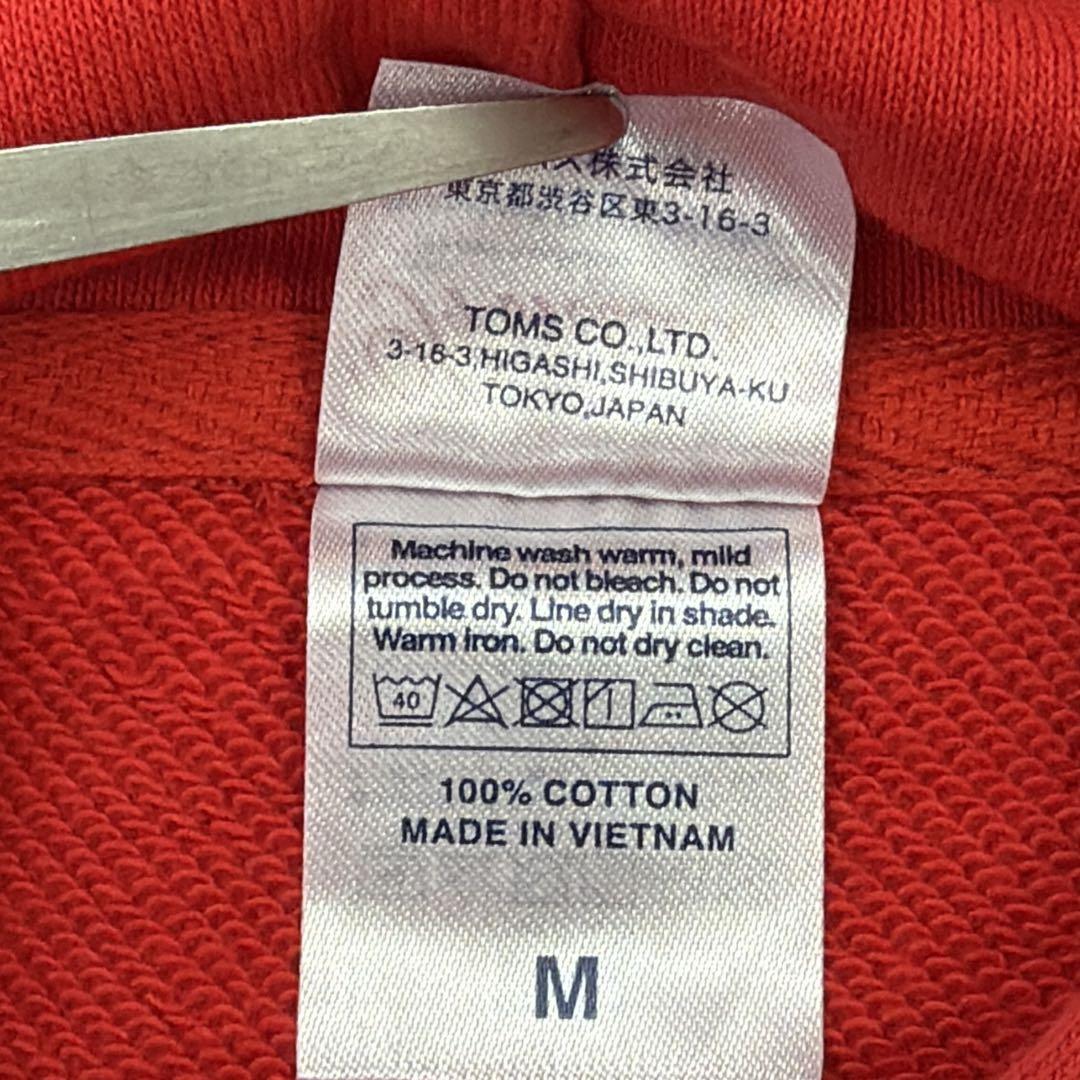 ス株式会社
東京都渋谷区東3-16-3
TOMS CO.,LTD.
3-16-3,HIGASHI,SHIBUYA-KU
TOKYO,JAPAN
Machine wash warm, mild
process. Do not bleach. Do not
tumble dry. Line dry in shade.
Warm iron. Do not dry clean.
40
100% COTTON
MADE IN VIETNAM
M